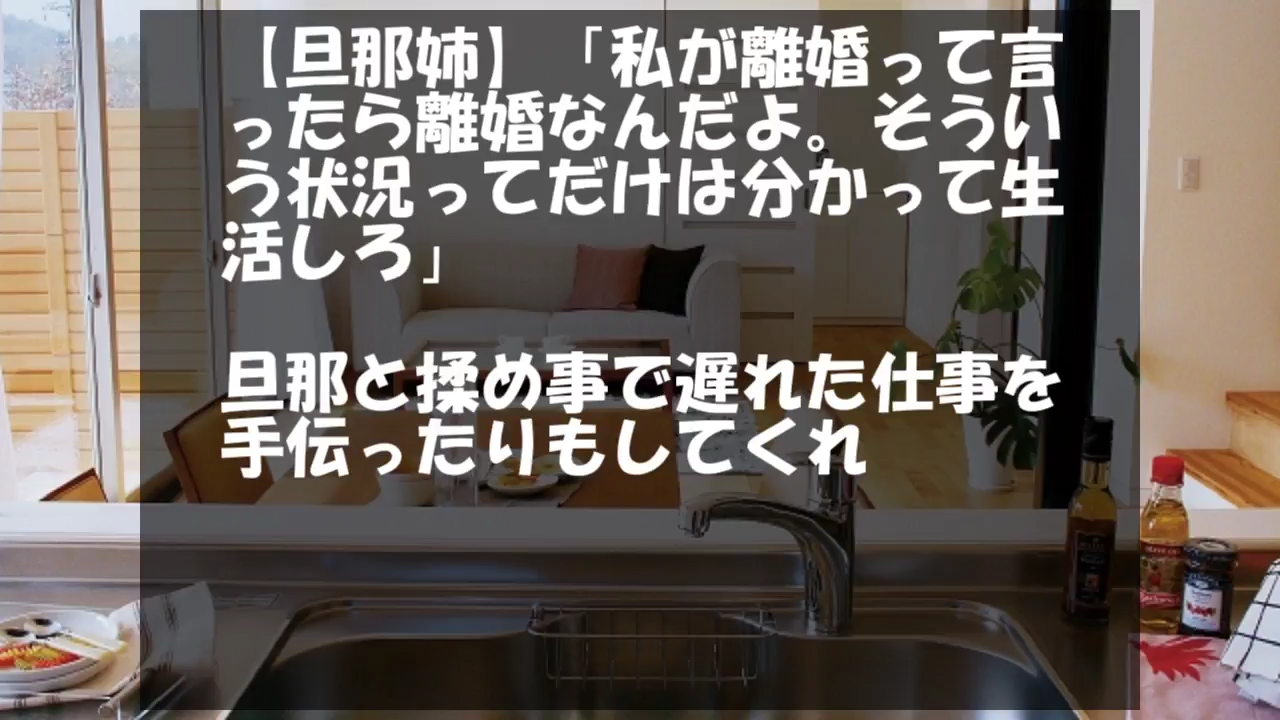 【旦那姉】「私が離婚って言
ったら離婚なんだよ。そうい
う状況ってだけは分かって生
活しろ」
旦那と揉め事で遅れた仕事を
手伝ったりもしてくれ